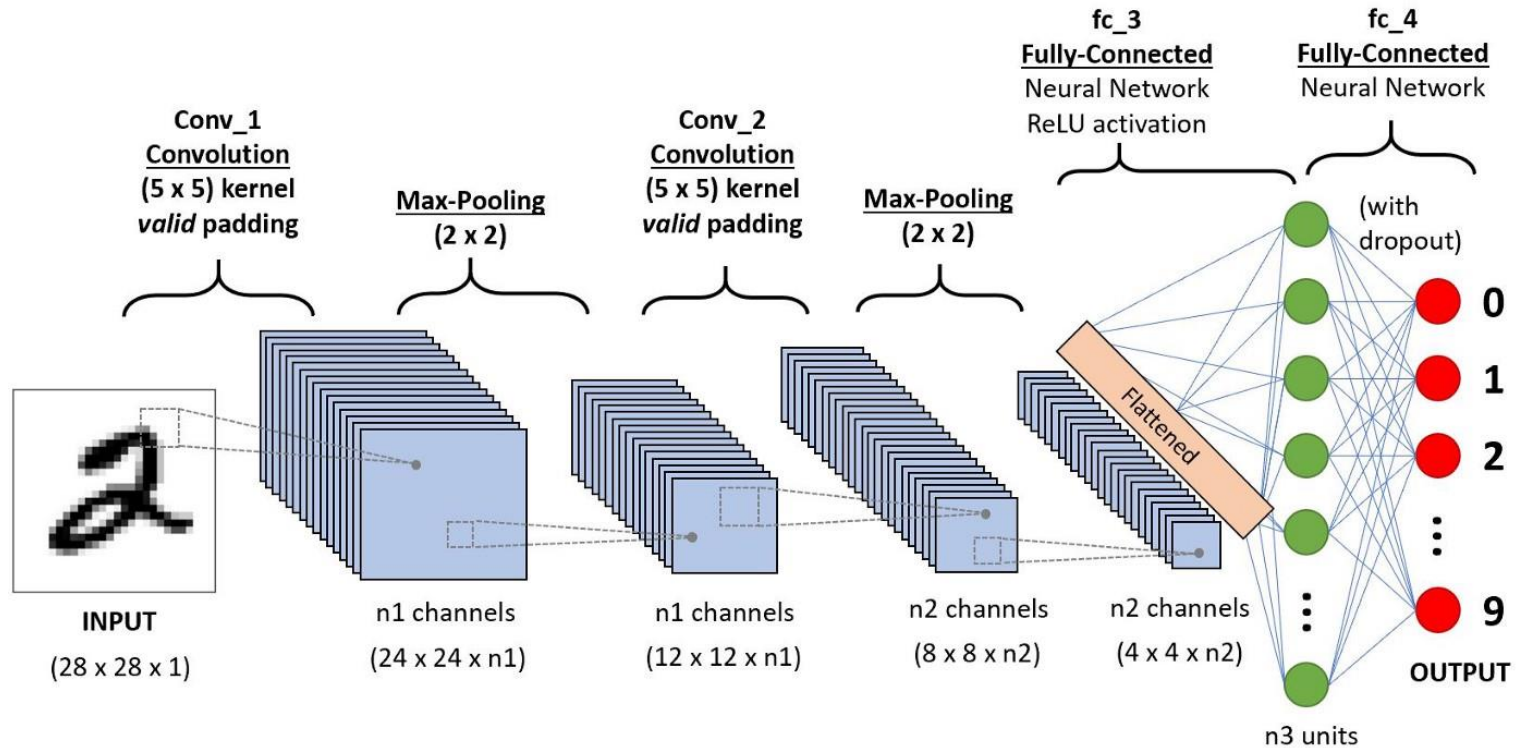 Conv_1
Convolution
(5 x 5) kernel
valid padding
Max-Pooling
(2 x 2)
Conv_2
Convolution
(5 x 5) kernel
valid padding
Max-Pooling
(2 x 2)
fc_3
Fully-Connected
Neural Network
ReLU activation
fc_4
Fully-Connected
Neural Network
(with
dropout)
Flattened
0
1
2
9
OUTPUT
INPUT
(28 x 28 x 1)
n1 channels
(24 x 24 x n1)
n1 channels
(12 x 12 x n1)
n2 channels
(8 x 8 x n2)
n2 channels
(4 x 4 x n2)
n3 units
2